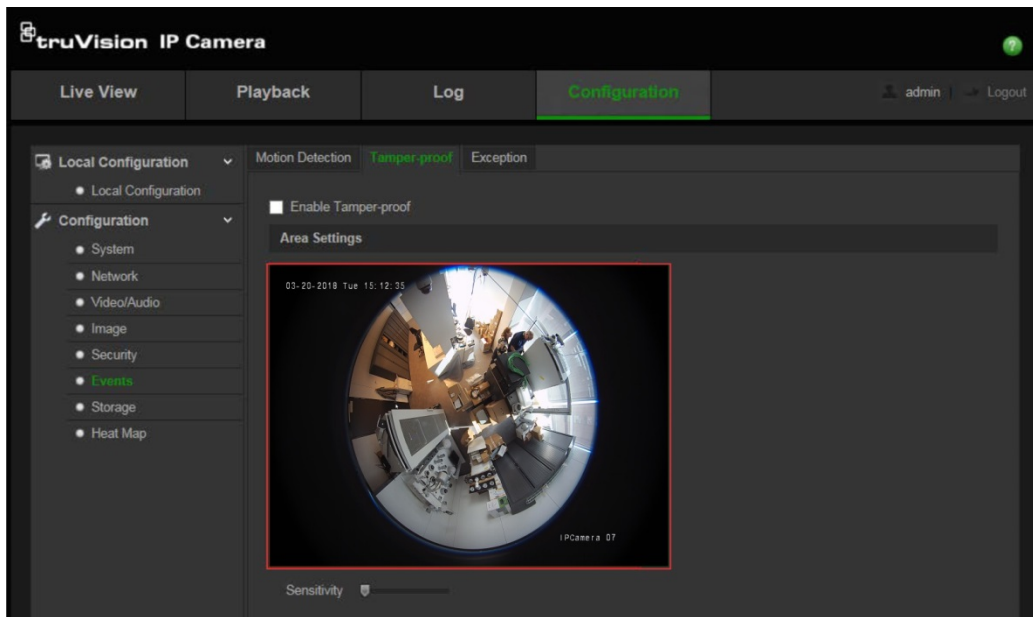 truVision IP Camera
?
Live View Playback Log Configuration admin | Logout
Local Configuration
Local Configuration
Configuration
System
Network
Video/Audio
Image
Security
Events
Storage
Heat Map
Motion Detection Tamper-proof Exception
Enable Tamper-proof
Area Settings
03-20-2018 Tue 15:12:35
IPCamera 07
Sensitivity